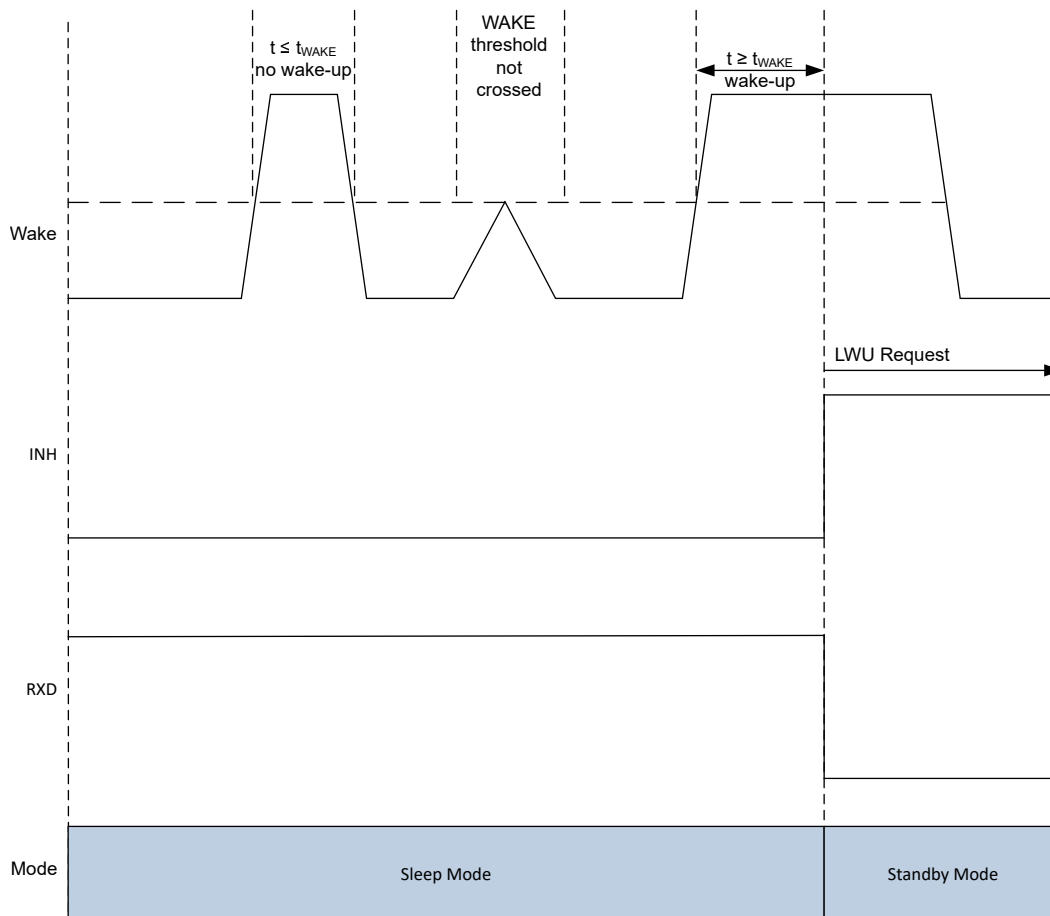 t ≤ tWAKE
no wake-up
WAKE
threshold
not
crossed
t ≥ tWAKE
wake-up
Wake
LWU Request
INH
RXD
Mode
Sleep Mode
Standby Mode